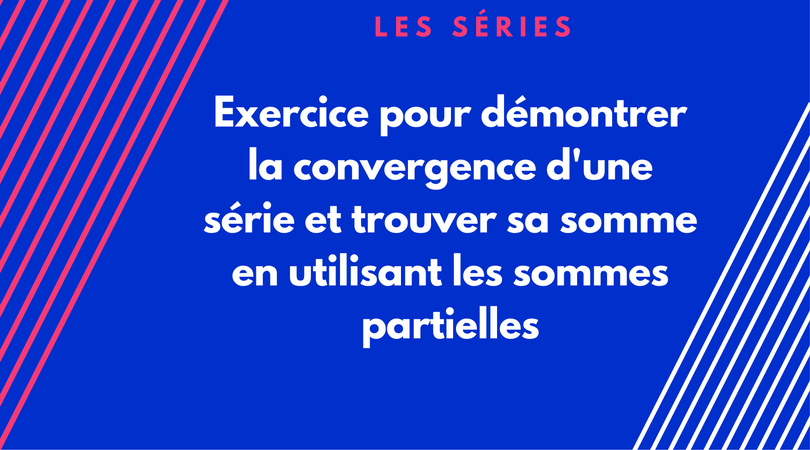 LES SÉRIES
Exercice pour démontrer
la convergence d'une
série et trouver sa somme
en utilisant les sommes
partielles